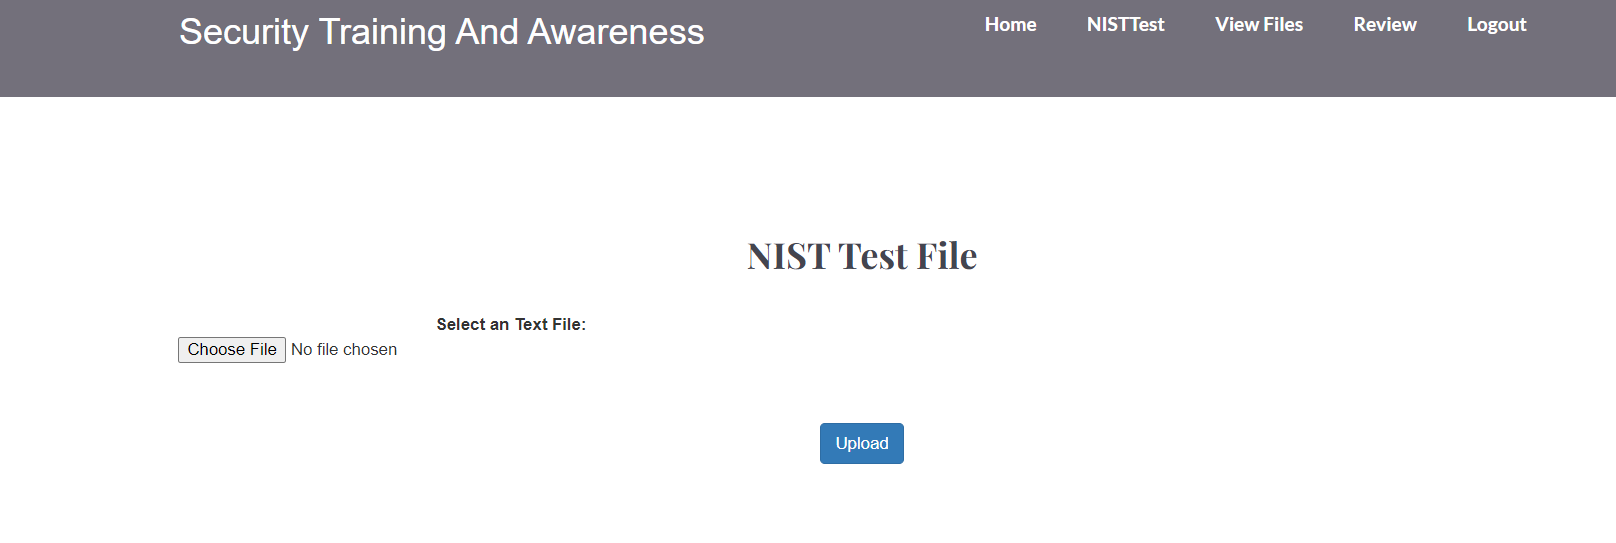 Security Training And Awareness
Home NISTTest View Files Review Logout
NIST Test File
Select an Text File:
Choose File No file chosen
Upload